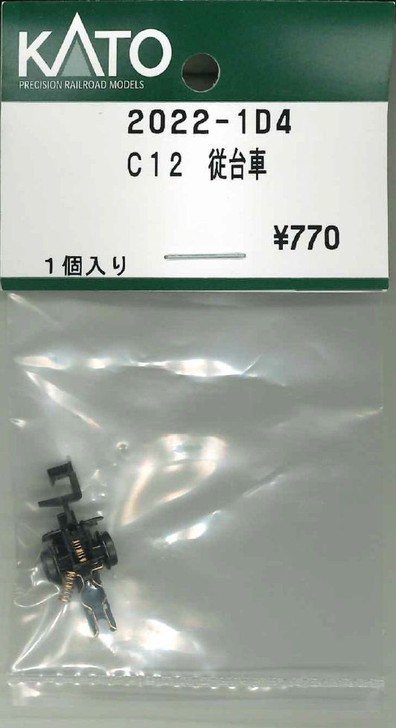 KATO
PRECISION RAILROAD MODELS
2022-1D4
C12 従台車
¥770
1個入り